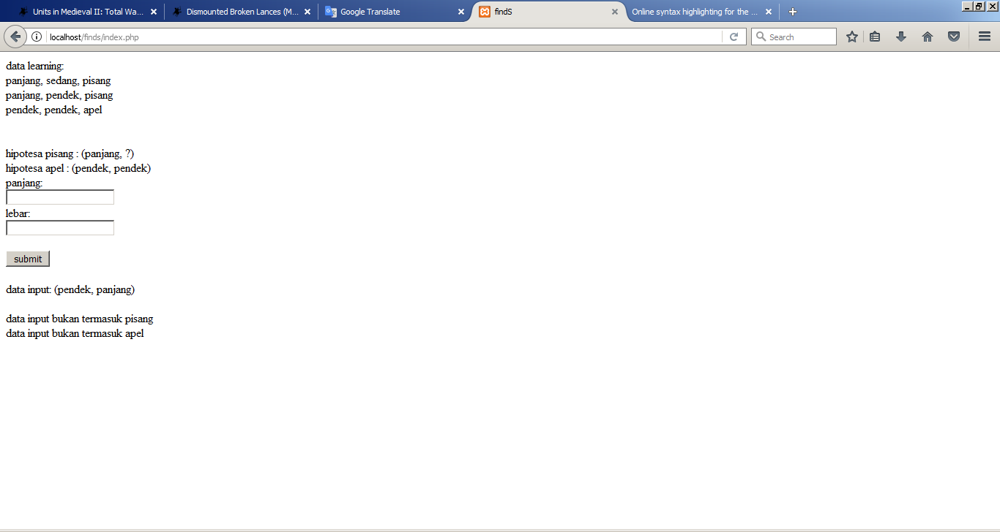 Units in Medieval II: Total Wa...
Dismounted Broken Lances (M...
Google Translate
findS
Online syntax highlighting for the ...
localhost/finds/index.php
Search
data learning:
panjang, sedang, pisang
panjang, pendek, pisang
pendek, pendek, apel
hipotesa pisang : (panjang, ?)
hipotesa apel : (pendek, pendek)
panjang:
lebar:
submit
data input: (pendek, panjang)
data input bukan termasuk pisang
data input bukan termasuk apel